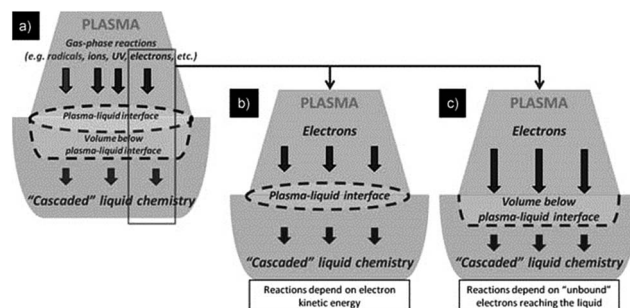 a)
PLASMA
Gas-phase reactions
(e.g. radicals, ions, UV, electrons, etc.)
Plasma-liquid interface
Volume below
plasma-liquid interface
"Cascaded" liquid chemistry
b)
PLASMA
Electrons
Plasma-liquid interface
"Cascaded" liquid chemistry
Reactions depend on electron
kinetic energy
c)
PLASMA
Electrons
Volume below
plasma-liquid interface
"Cascaded" liquid chemistry
Reactions depend on "unbound"
electrons reaching the liquid